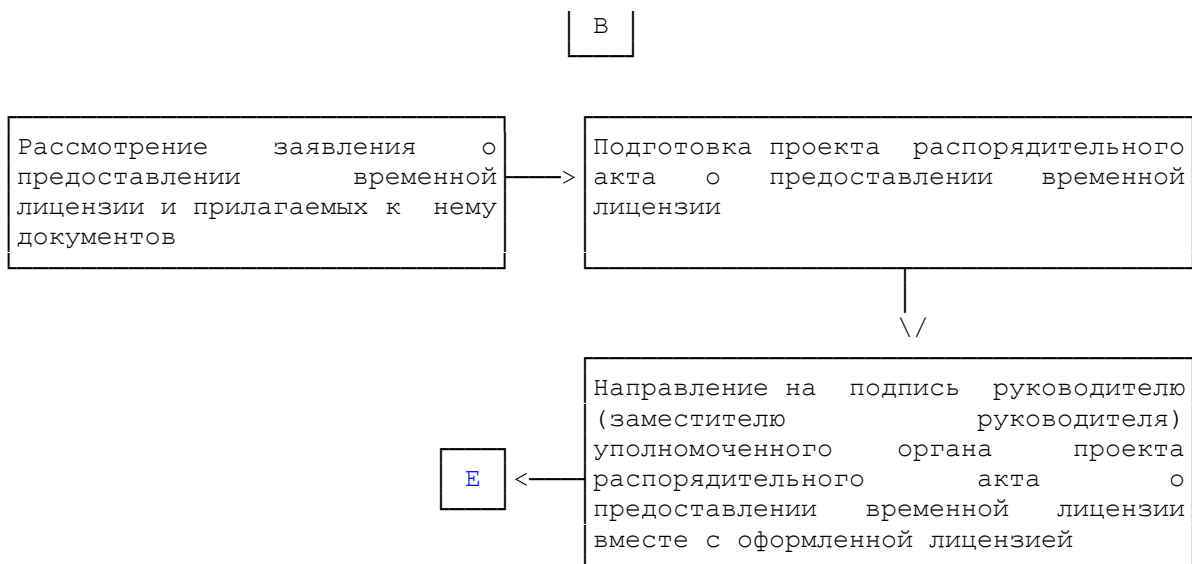 В
Рассмотрение заявления о
предоставлении временной
лицензии и прилагаемых к нему
документов
Подготовка проекта распорядительного
акта о предоставлении временной
лицензии
Направление на подпись руководителю
(заместителю руководителя)
уполномоченного органа проекта
распорядительного акта о
предоставлении временной лицензии
вместе с оформленной лицензией
Е